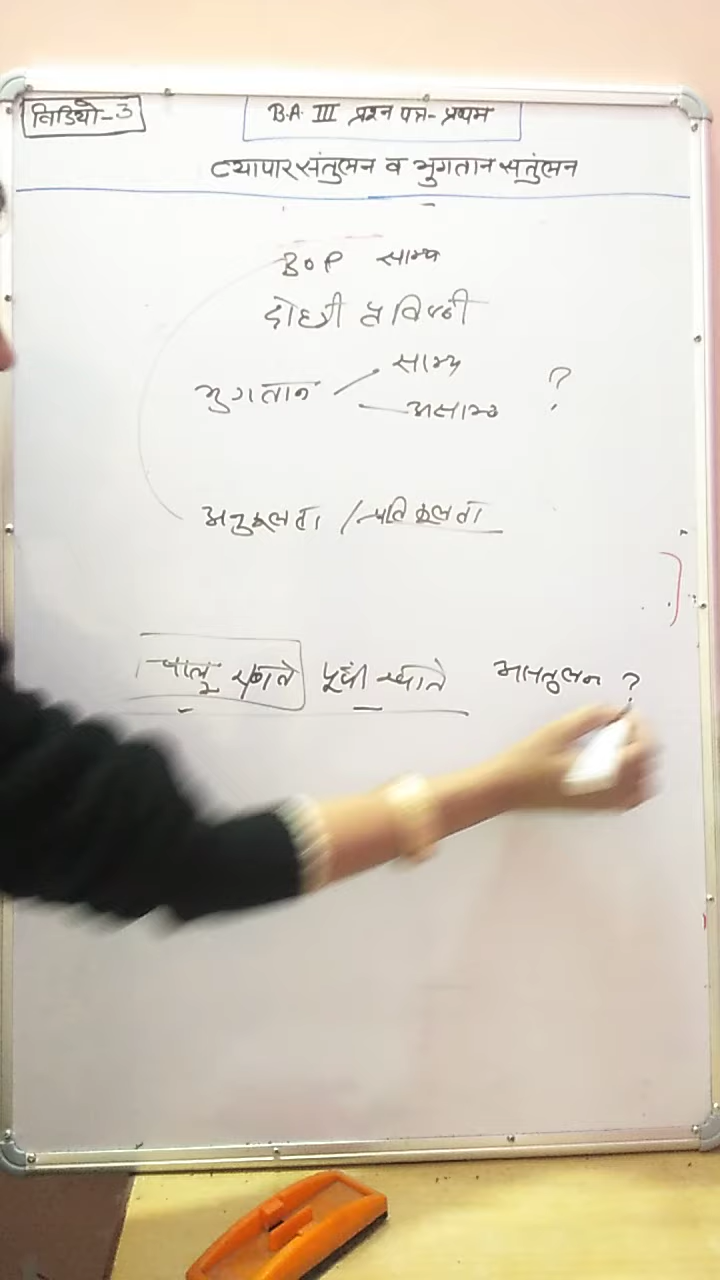 विडियो-3
B.A. III प्रश्न पत्र - प्रथम
व्यापार संतुलन व भुगतान सतुंलन
BOP साम्य
दोहरी प्रविष्टी
भुगतान साम्य
असाम्य ?
अनुकूलता / प्रतिकूलता
चालू खाते पूंजी खाते असंतुलन ?